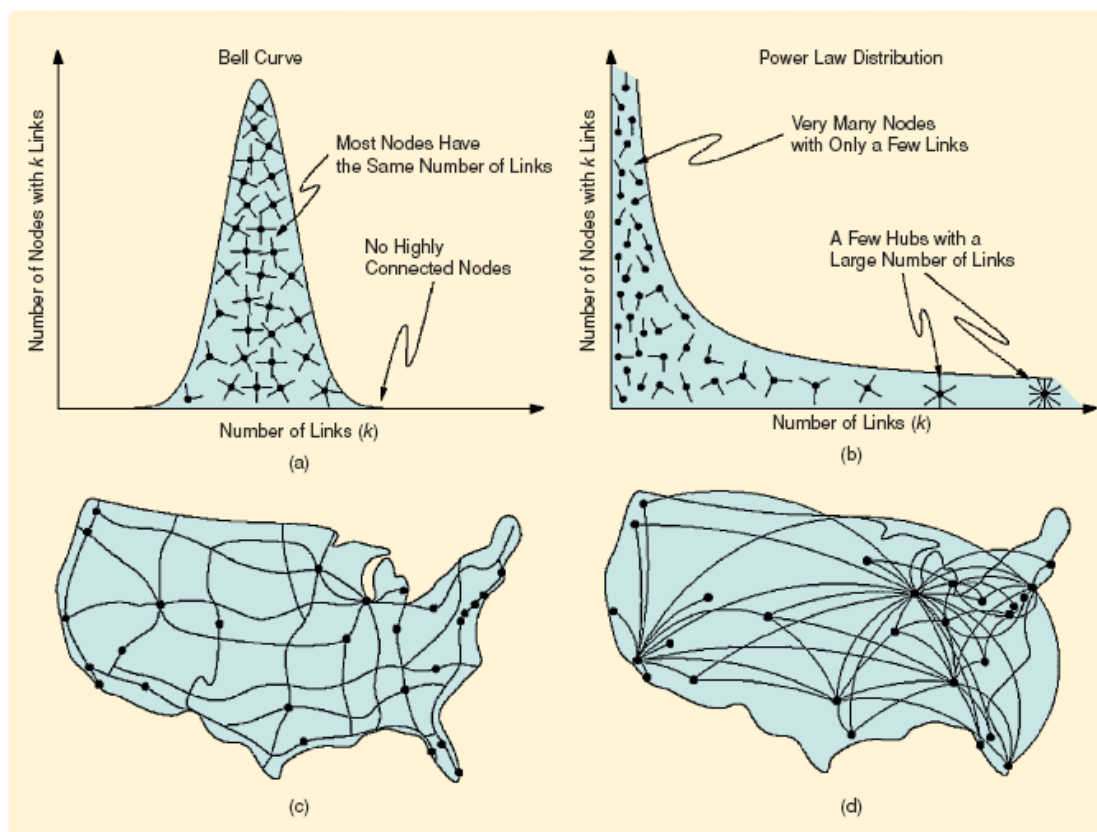 Bell Curve
Number of Nodes with k Links
Most Nodes Have
the Same Number of Links
No Highly
Connected Nodes
Number of Links (k)
(a)
Power Law Distribution
Number of Nodes with k Links
Very Many Nodes
with Only a Few Links
A Few Hubs with a
Large Number of Links
Number of Links (k)
(b)
(c)
(d)